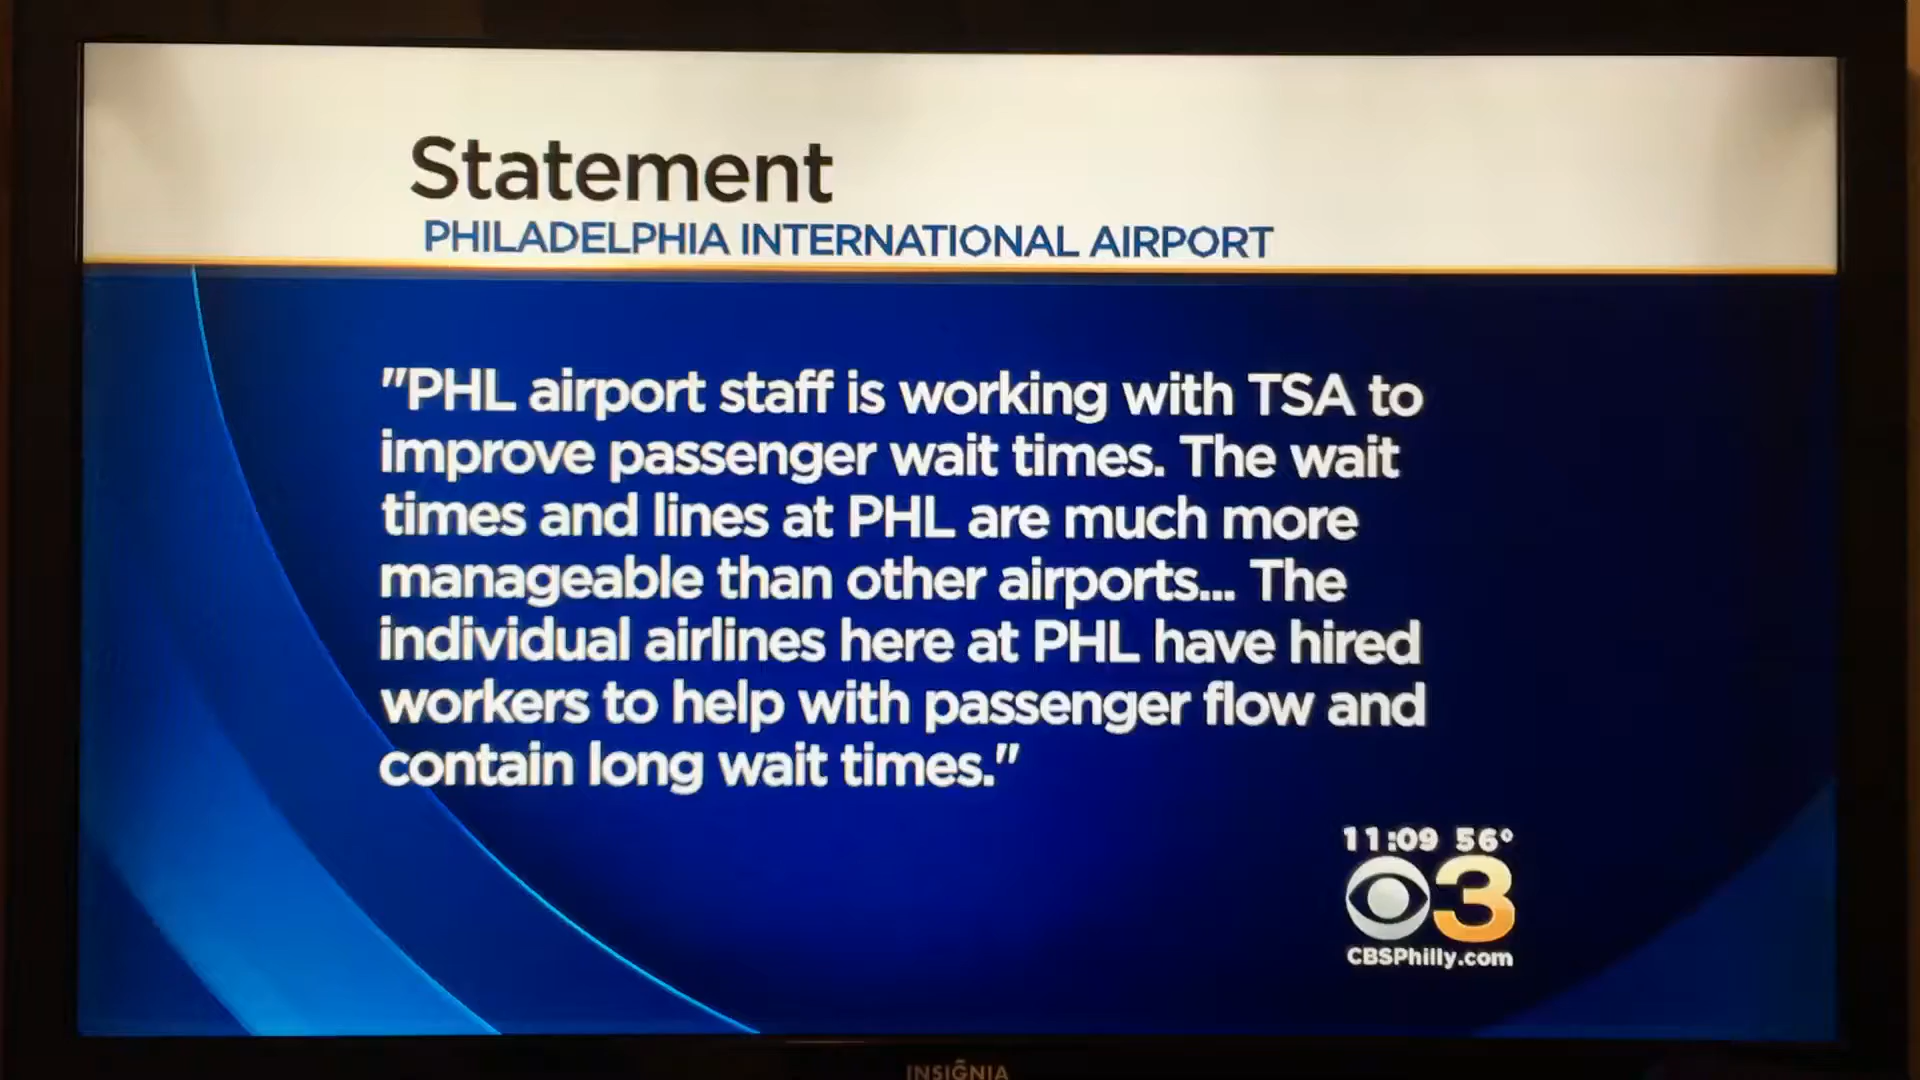 Statement
PHILADELPHIA INTERNATIONAL AIRPORT
"PHL airport staff is working with TSA to
improve passenger wait times. The wait
times and lines at PHL are much more
manageable than other airports... The
individual airlines here at PHL have hired
workers to help with passenger flow and
contain long wait times."
11:09 56°
3
CBSPhilly.com
INSIGNIA